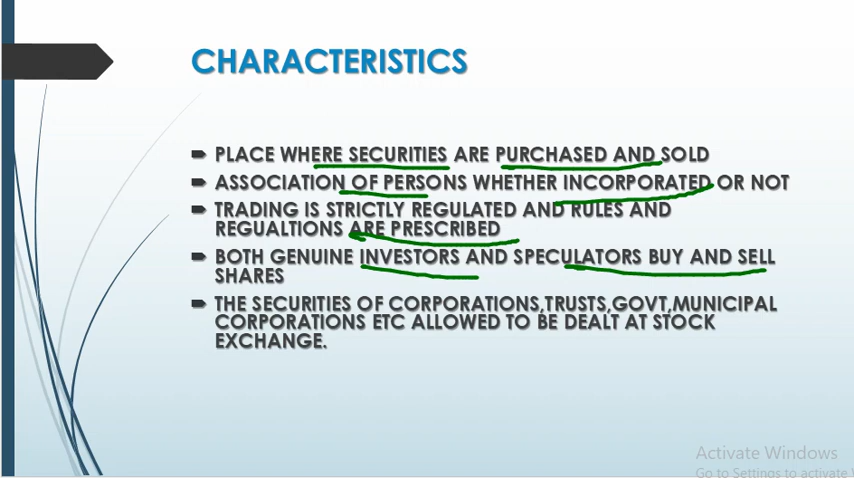 CHARACTERISTICS
PLACE WHERE SECURITIES ARE PURCHASED AND SOLD
ASSOCIATION OF PERSONS WHETHER INCORPORATED OR NOT
TRADING IS STRICTLY REGULATED AND RULES AND
REGUALTIONS ARE PRESCRIBED
BOTH GENUINE INVESTORS AND SPECULATORS BUY AND SELL
SHARES
THE SECURITIES OF CORPORATIONS,TRUSTS,GOVT,MUNICIPAL
CORPORATIONS ETC ALLOWED TO BE DEALT AT STOCK
EXCHANGE.
Activate Windows
Go to Settings to activate